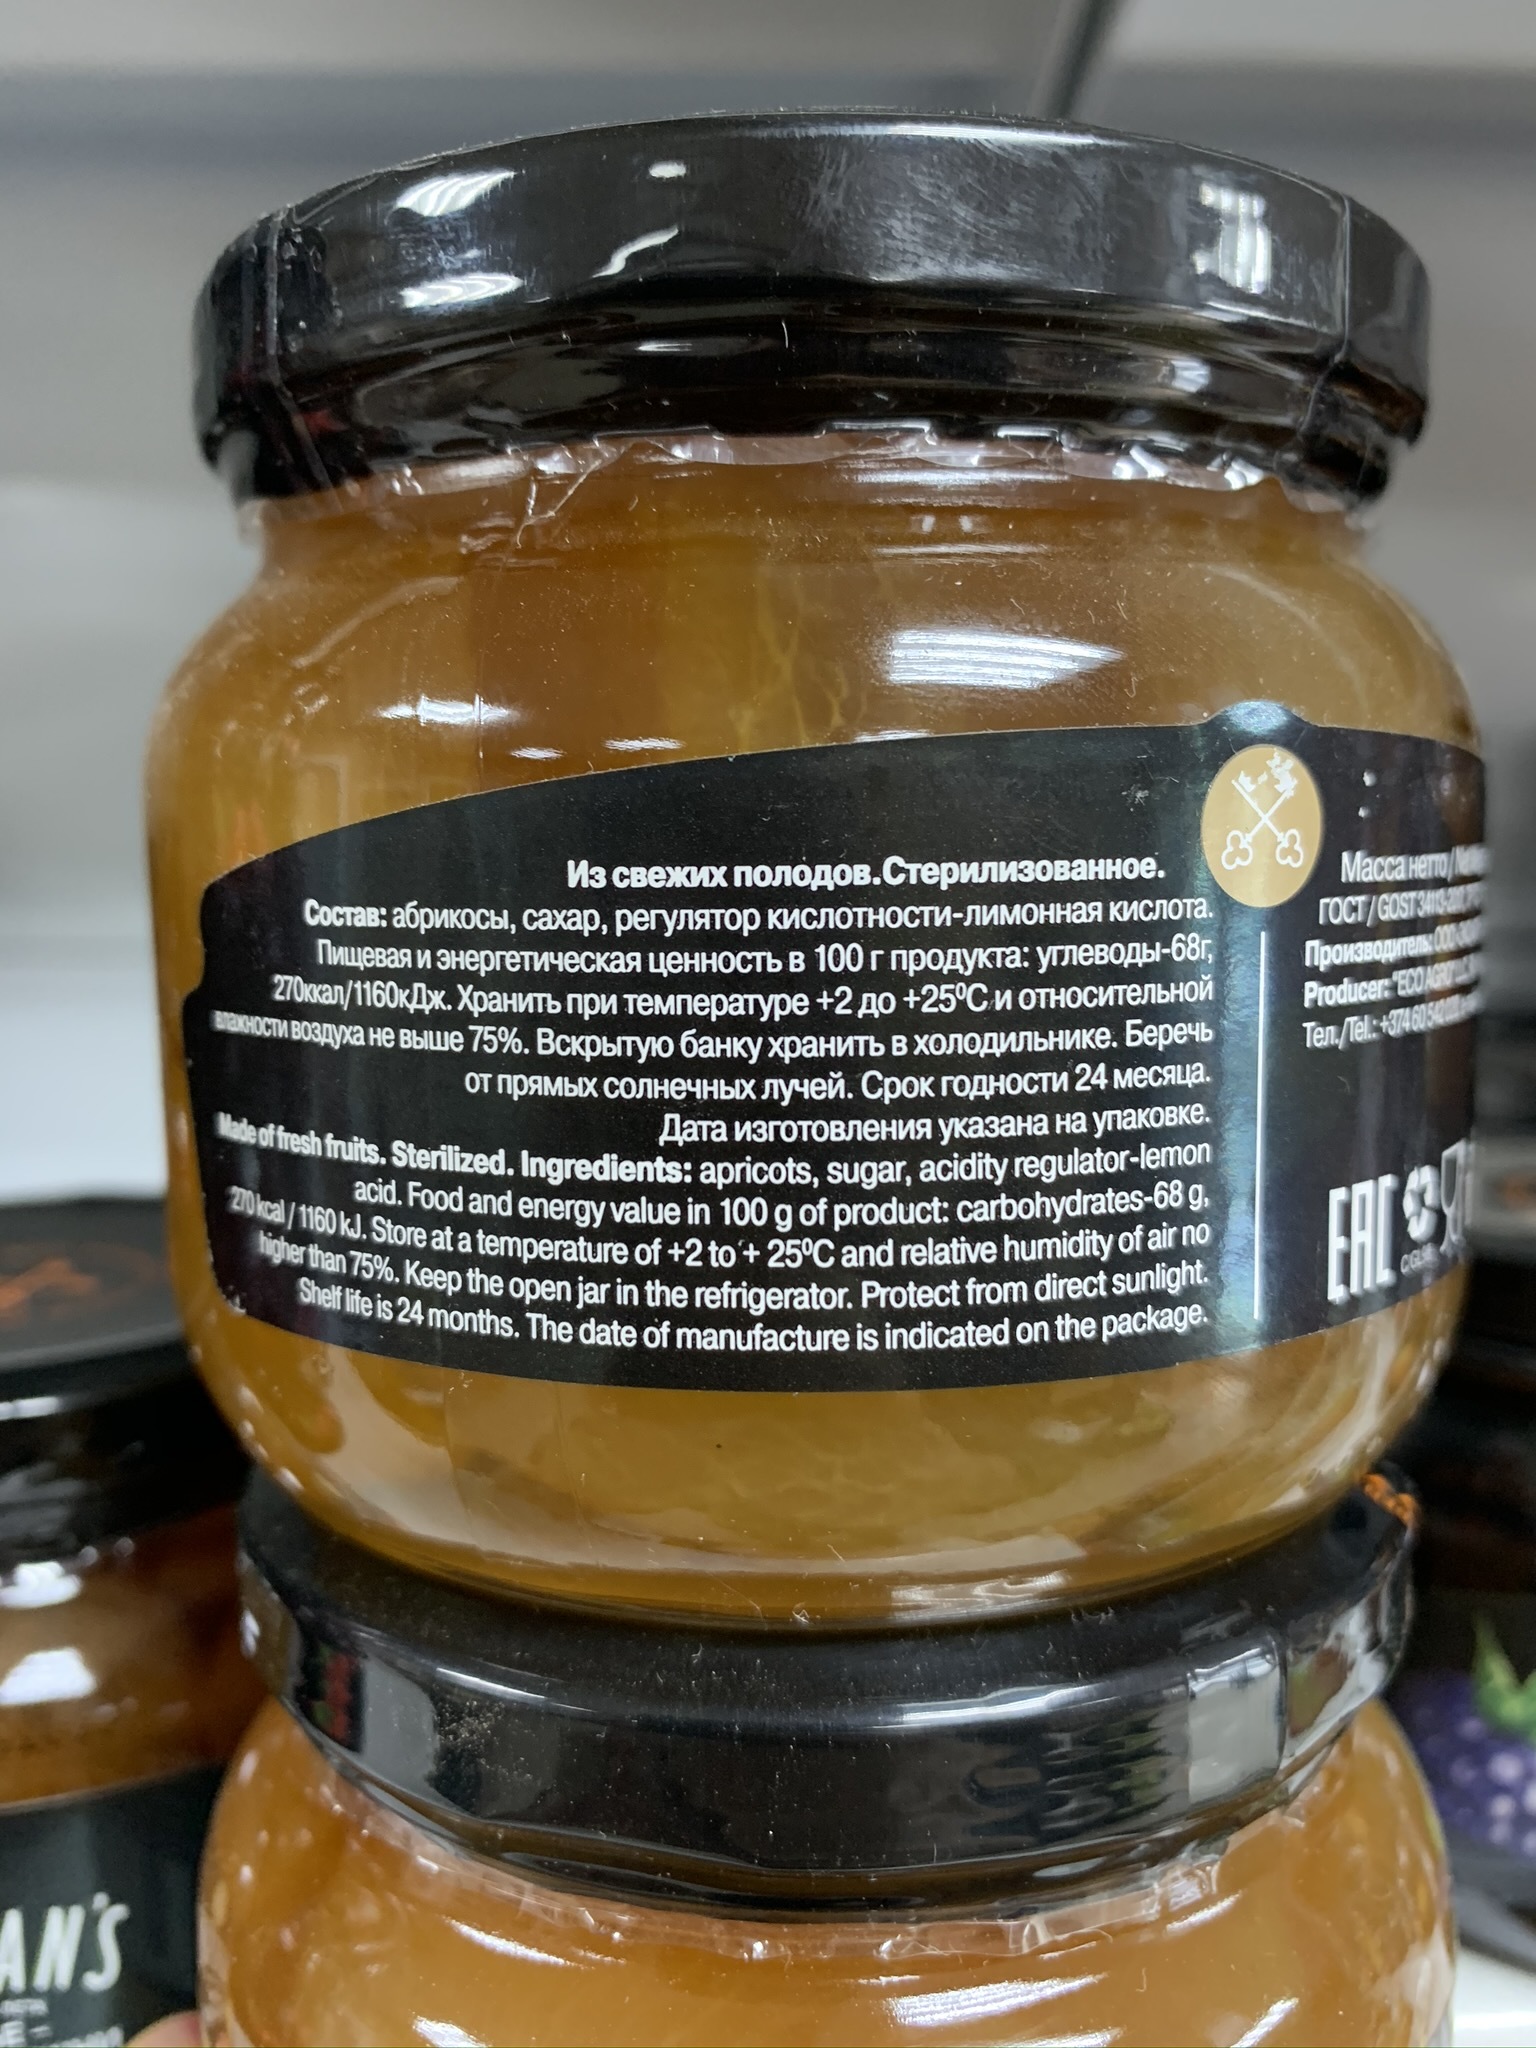 Из свежих пoлодов.Стерилизованное.
Состав: абрикосы, сахар, регулятор кислотности-лимонная кислота.
Пищевая и энергетическая ценность в 100 г продукта: углеводы-68г,
270ккал/1160кДж. Хранить при температуре +2 до +25ºС и относительной
влажности воздуха не выше 75%. Вскрытую банку хранить в холодильнике. Беречь
от прямых солнечных лучей. Срок годности 24 месяца.
Дата изготовления указана на упаковке.
Made of fresh fruits. Sterilized. Ingredients: apricots, sugar, acidity regulator-lemon
acid. Food and energy value in 100 g of product: carbohydrates-68 g,
270 kcal / 1160 kJ. Store at a temperature of +2 to + 25ºC and relative humidity of air no
higher than 75%. Keep the open jar in the refrigerator. Protect from direct sunlight.
Shelf life is 24 months. The date of manufacture is indicated on the package.
Масса нетто /
ГОСТ / GOST
Производитель: ООО
Producer: "ECO AGRO"
Тел./Tel.: +374 60
EAC
AN'S